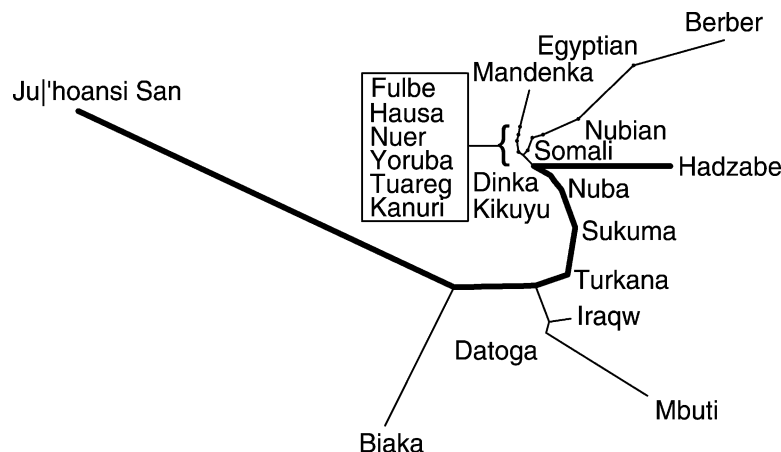 Berber
Egyptian
Mandenka
Ju|'hoansi San
Fulbe
Hausa
Nuer
Yoruba
Tuareg
Kanuri
Nubian
Somali
Hadzabe
Dinka
Nuba
Kikuyu
Sukuma
Turkana
Iraqw
Datoga
Mbuti
Biaka